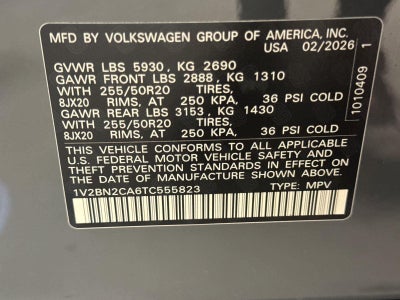 MFD BY VOLKSWAGEN GROUP OF AMERICA, INC.
USA 02/2026
GVWR LBS 5930, KG 2690
GAWR FRONT LBS 2888, KG 1310
WITH 255/50R20 TIRES,
8JX20 RIMS, AT 250 KPA, 36 PSI COLD
GAWR REAR LBS 3153, KG 1430
WITH 255/50R20 TIRES,
8JX20 RIMS, AT 250 KPA, 36 PSI COLD
THIS VEHICLE CONFORMS TO ALL APPLICABLE
U.S. FEDERAL MOTOR VEHICLE SAFETY AND
THEFT PREVENTION STANDARDS IN EFFECT ON
THE DATE OF MANUFACTURE SHOWN ABOVE.
1V2BN2CA6TC555823 TYPE: MPV
1010409 1